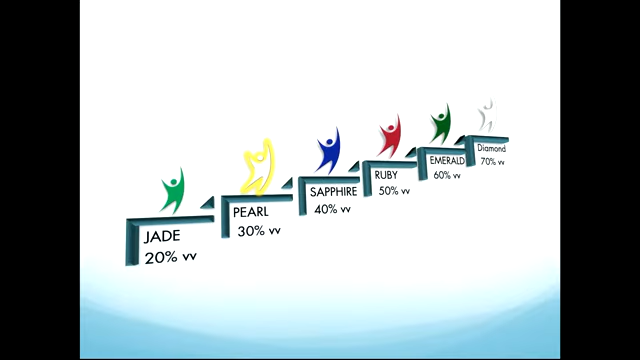 JADE
20% vv
PEARL
30% vv
SAPPHIRE
40% vv
RUBY
50% vv
EMERALD
60% vv
Diamond
70% vv